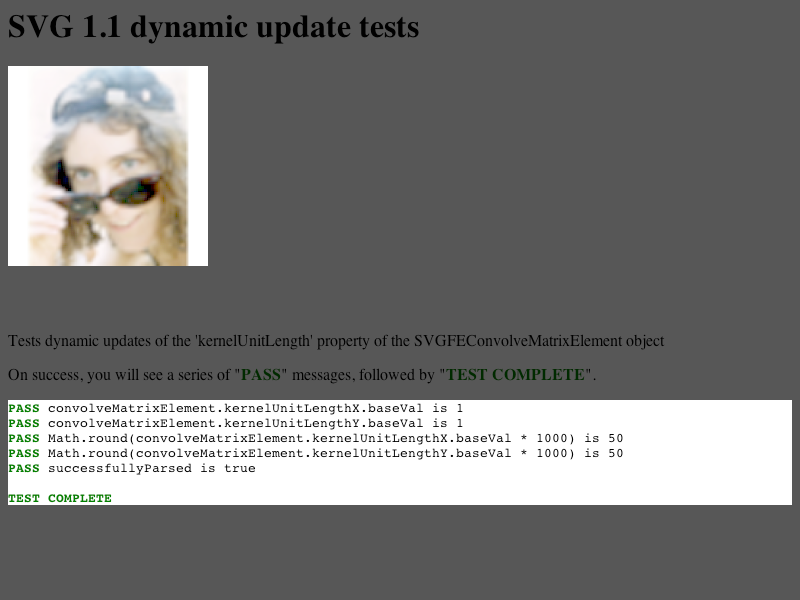 SVG 1.1 dynamic update tests
Tests dynamic updates of the 'kernelUnitLength' property of the SVGFEConvolveMatrixElement object
On success, you will see a series of "PASS" messages, followed by "TEST COMPLETE".
PASS convolveMatrixElement.kernelUnitLengthX.baseVal is 1
PASS convolveMatrixElement.kernelUnitLengthY.baseVal is 1
PASS Math.round(convolveMatrixElement.kernelUnitLengthX.baseVal * 1000) is 50
PASS Math.round(convolveMatrixElement.kernelUnitLengthY.baseVal * 1000) is 50
PASS successfullyParsed is true
TEST COMPLETE